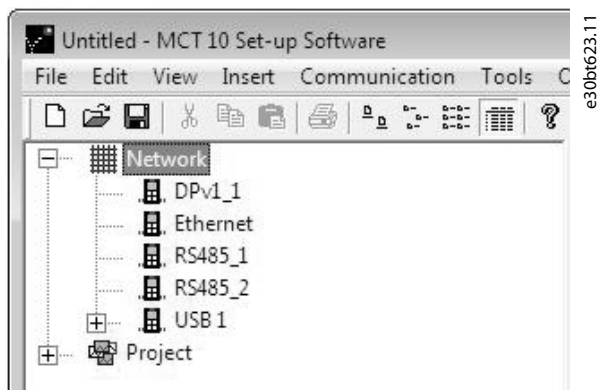 Untitled - MCT 10 Set-up Software
File Edit View Insert Communication Tools
Network
DPv1_1
Ethernet
RS485_1
RS485_2
USB 1
Project
e30bt623.11